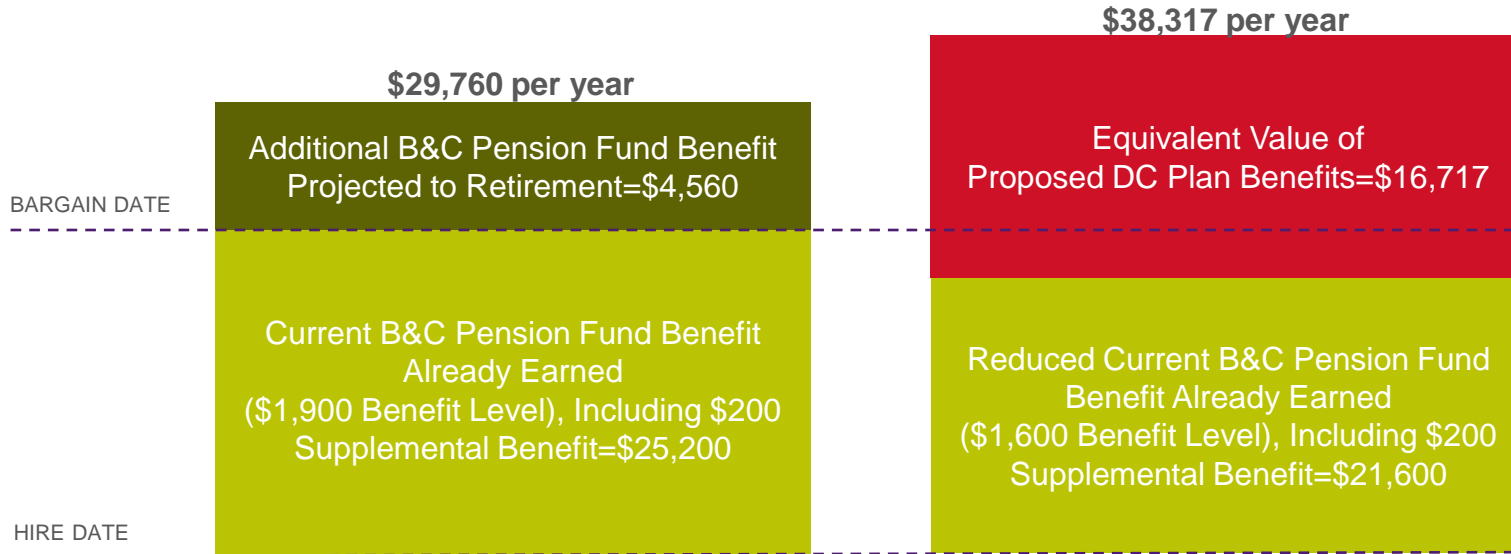 $29,760 per year
Additional B&C Pension Fund Benefit
Projected to Retirement=$4,560
BARGAIN DATE
Current B&C Pension Fund Benefit
Already Earned
($1,900 Benefit Level), Including $200
Supplemental Benefit=$25,200
HIRE DATE
$38,317 per year
Equivalent Value of
Proposed DC Plan Benefits=$16,717
Reduced Current B&C Pension Fund
Benefit Already Earned
($1,600 Benefit Level), Including $200
Supplemental Benefit=$21,600